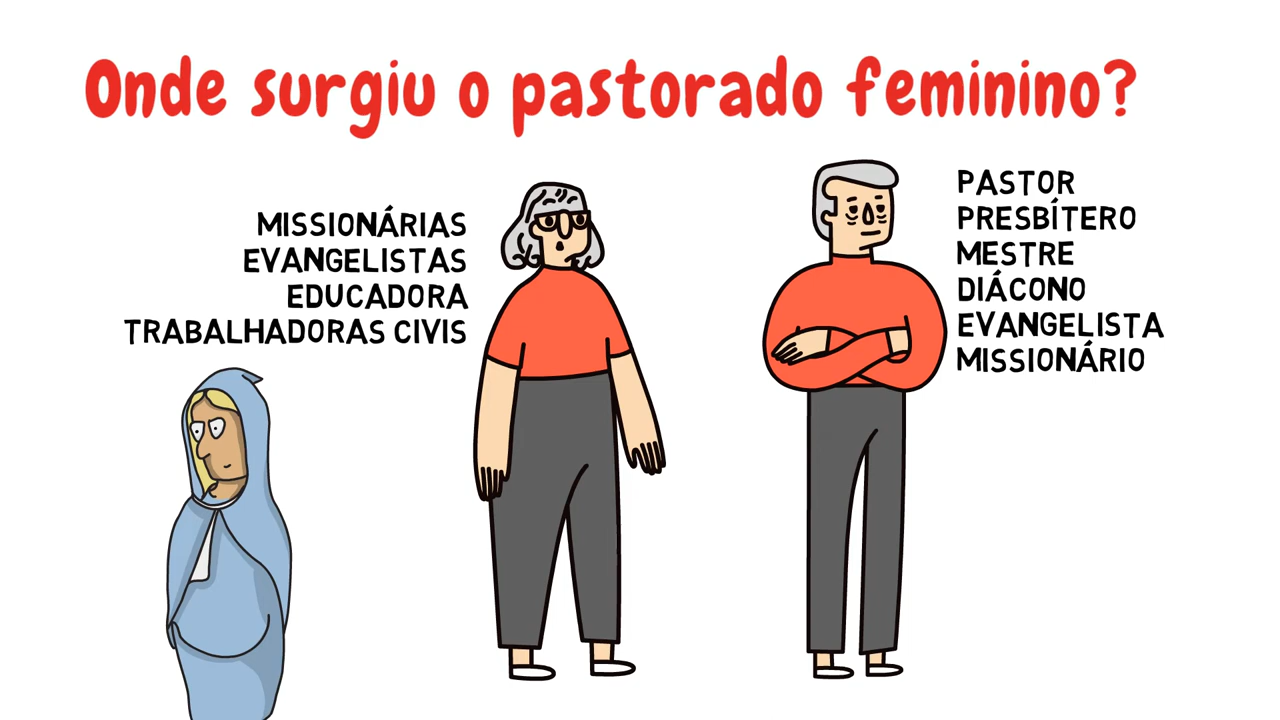 Onde surgiu o pastorado feminino?
MISSIONÁRIAS
EVANGELISTAS
EDUCADORA
TRABALHADORAS CIVIS
PASTOR
PRESBÍTERO
MESTRE
DIÁCONO
EVANGELISTA
MISSIONÁRIO